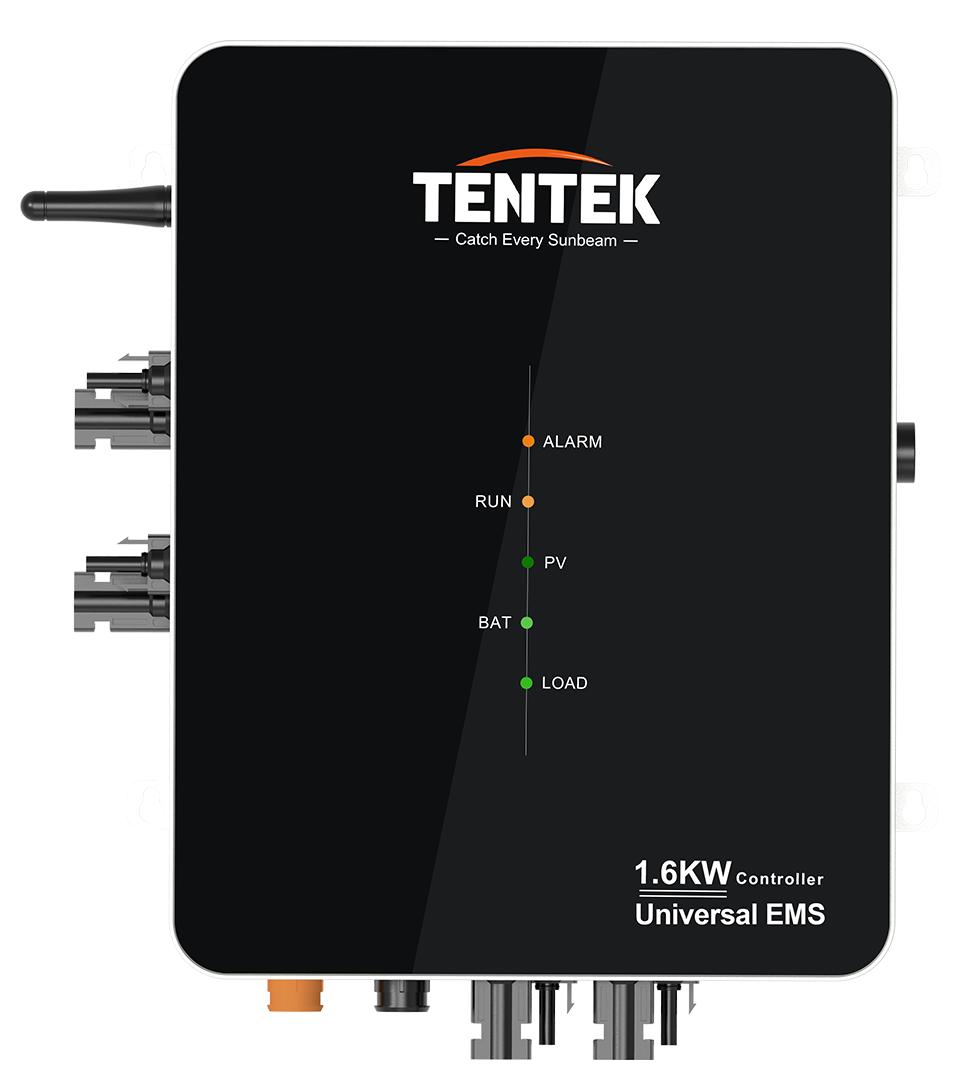 TENTEK
— Catch Every Sunbeam —
ALARM
RUN
PV
BAT
LOAD
1.6KW Controller
Universal EMS